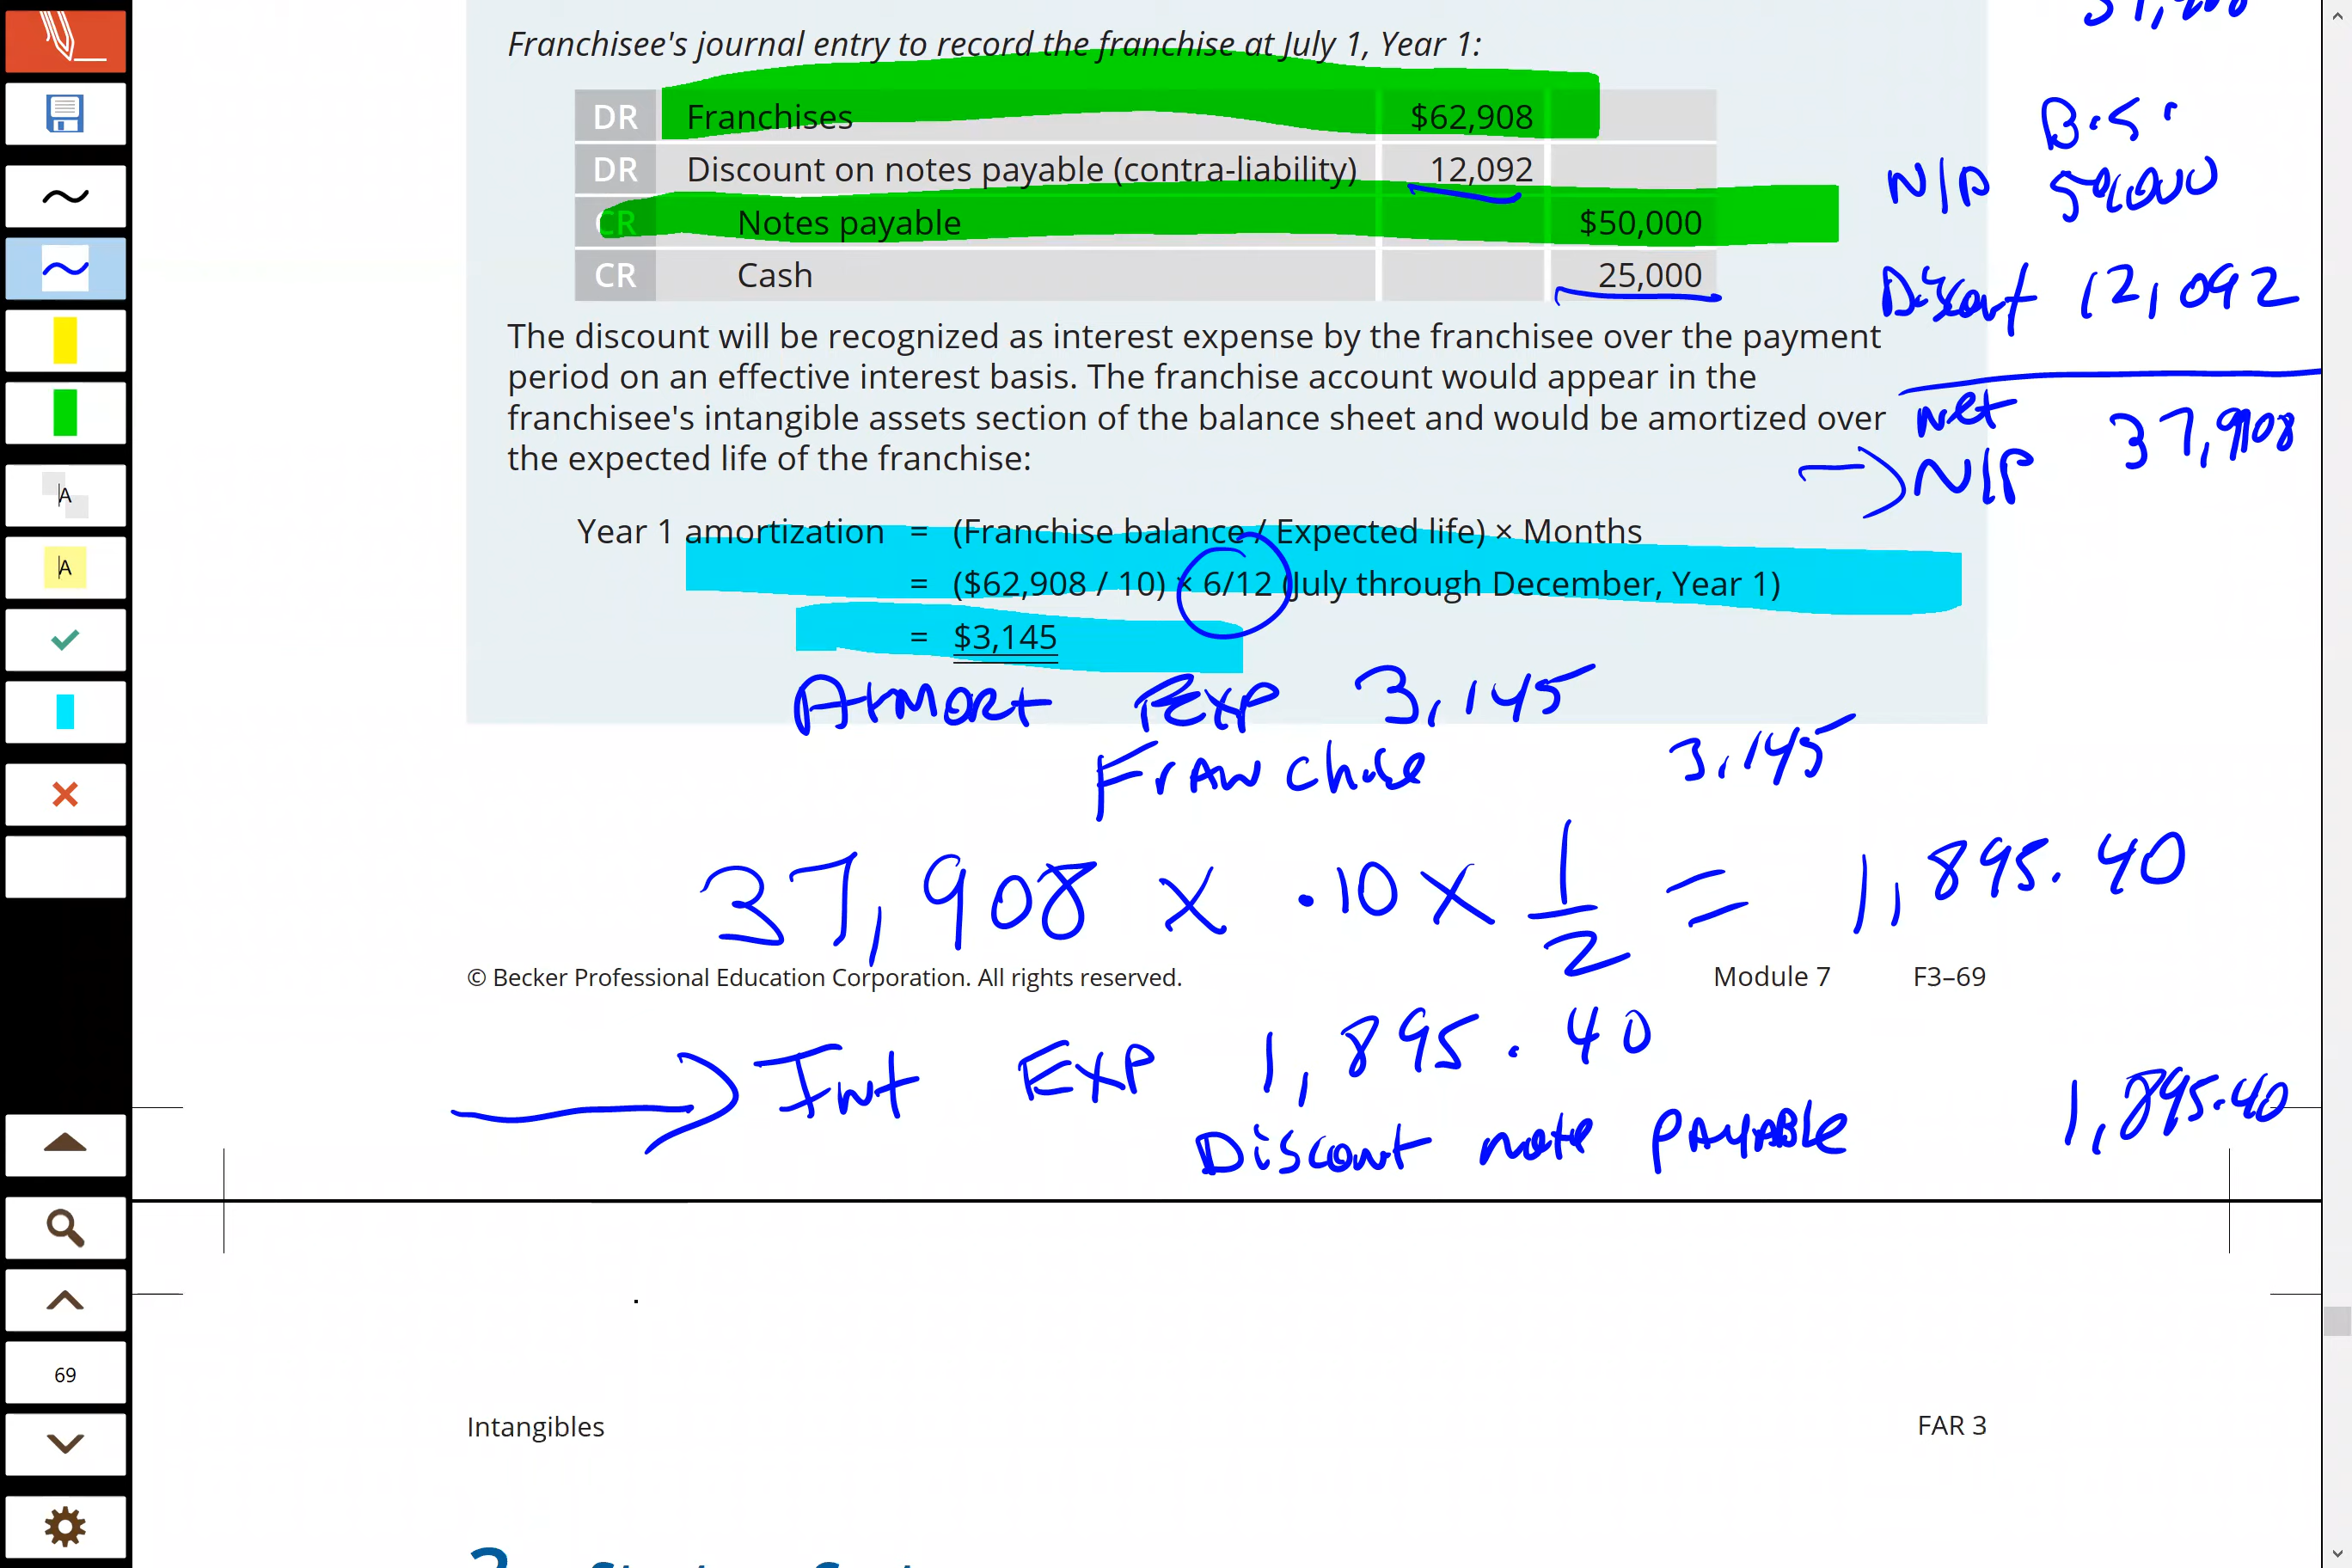 Franchisee's journal entry to record the franchise at July 1, Year 1:
B.S.
DR Franchises $62,908
DR Discount on notes payable (contra-liability) 12,092
N/P 50,000
CR Notes payable $50,000
CR Cash 25,000
Discount 12,092
The discount will be recognized as interest expense by the franchisee over the payment
period on an effective interest basis. The franchise account would appear in the
franchisee's intangible assets section of the balance sheet and would be amortized over
the expected life of the franchise:
Net
N/P 37,908
Year 1 amortization = (Franchise balance / Expected life) × Months
= ($62,908 / 10) × 6/12 (July through December, Year 1)
= $3,145
Amort Exp 3,145
Franchise 3,145
37,908 × .10 × 1/2 = 1,895.40
© Becker Professional Education Corporation. All rights reserved. Module 7 F3–69
Int Exp 1,895.40
Discount note payable 1,895.40
69
Intangibles FAR 3